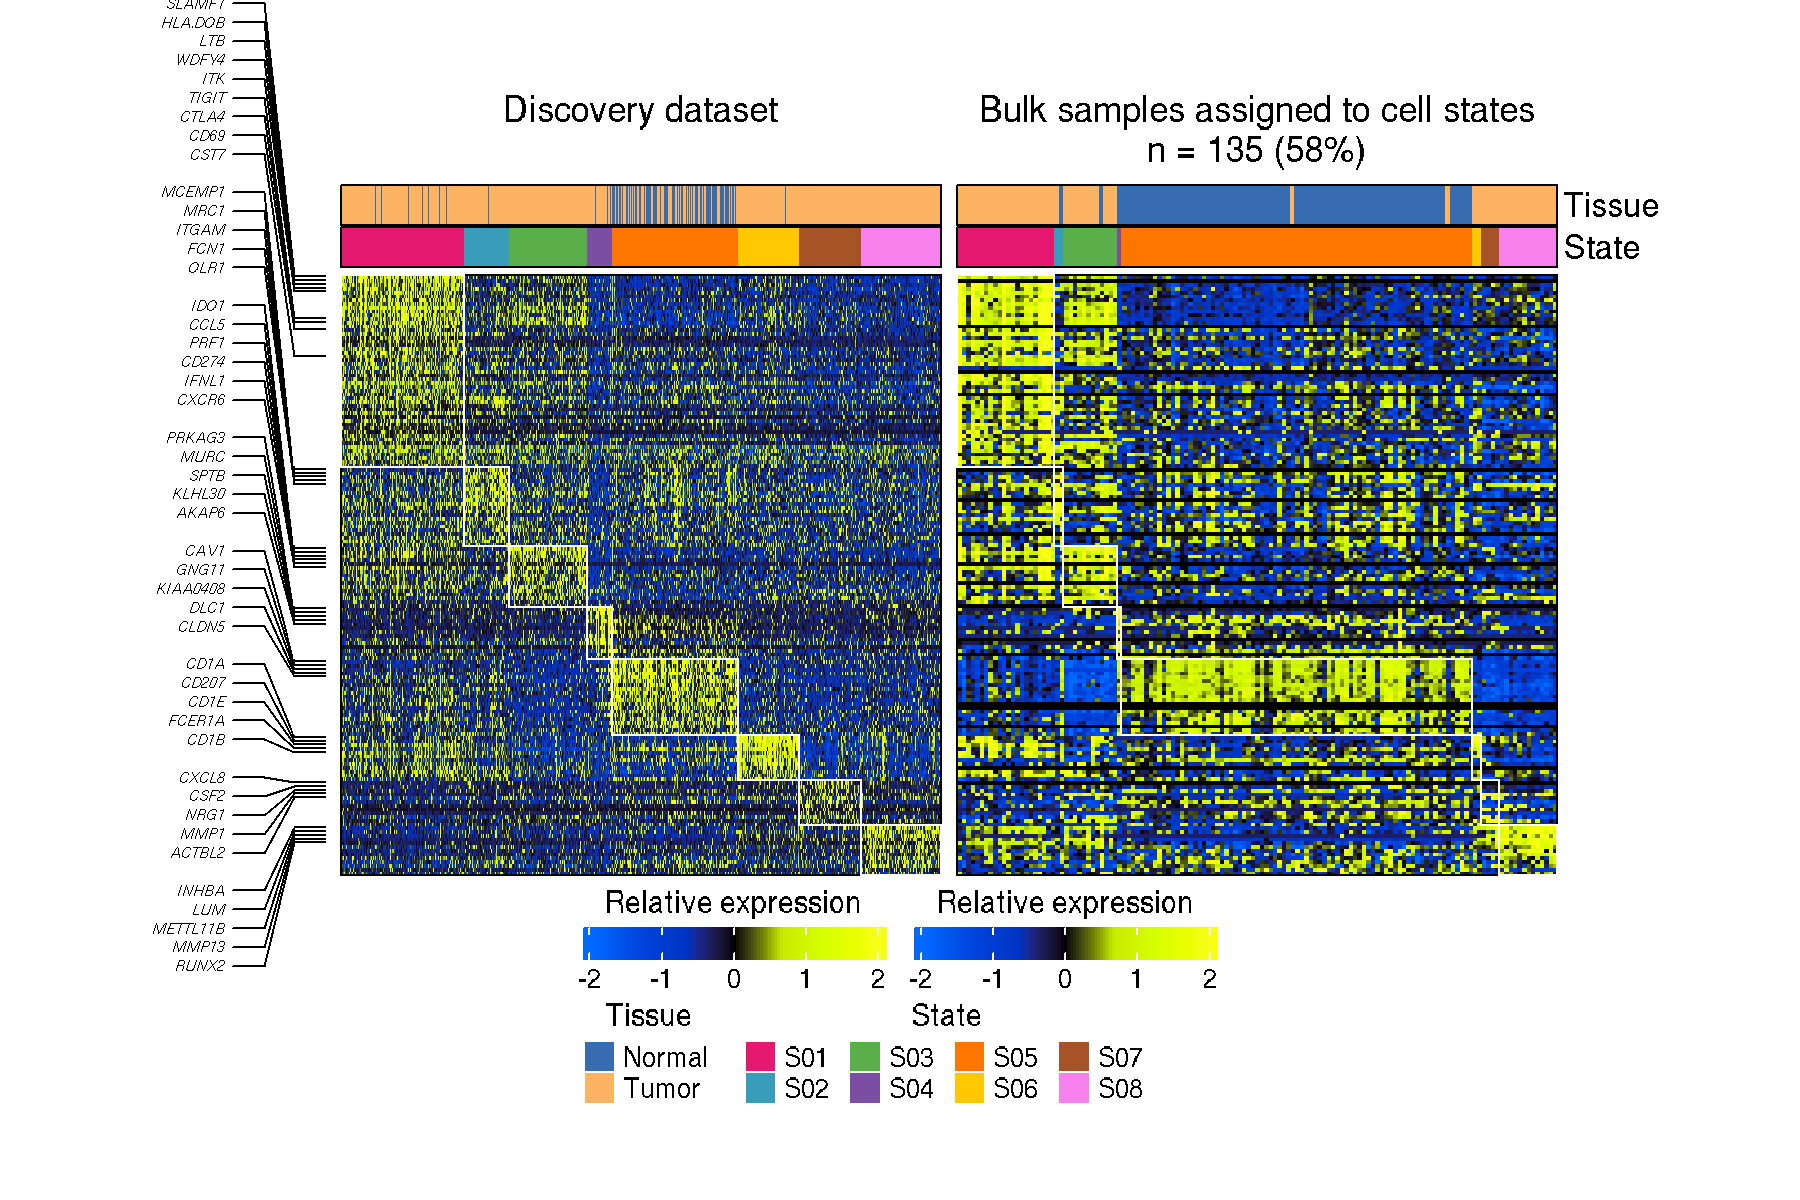 SLAMF7
HLA.DOB
LTB
WDFY4
ITK
TIGIT
CTLA4
CD69
CST7
MCEMP1
MRC1
ITGAM
FCN1
OLR1
IDO1
CCL5
PRF1
CD274
IFNL1
CXCR6
PRKAG3
MURC
SPTB
KLHL30
AKAP6
CAV1
GNG11
KIAA0408
DLC1
CLDN5
CD1A
CD207
CD1E
FCER1A
CD1B
CXCL8
CSF2
NRG1
MMP1
ACTBL2
INHBA
LUM
METTL11B
MMP13
RUNX2
Discovery dataset
Bulk samples assigned to cell states
n = 135 (58%)
Tissue
State
Relative expression
-2 -1 0 1 2
Relative expression
-2 -1 0 1 2
Tissue
Normal
Tumor
State
S01 S03 S05 S07
S02 S04 S06 S08